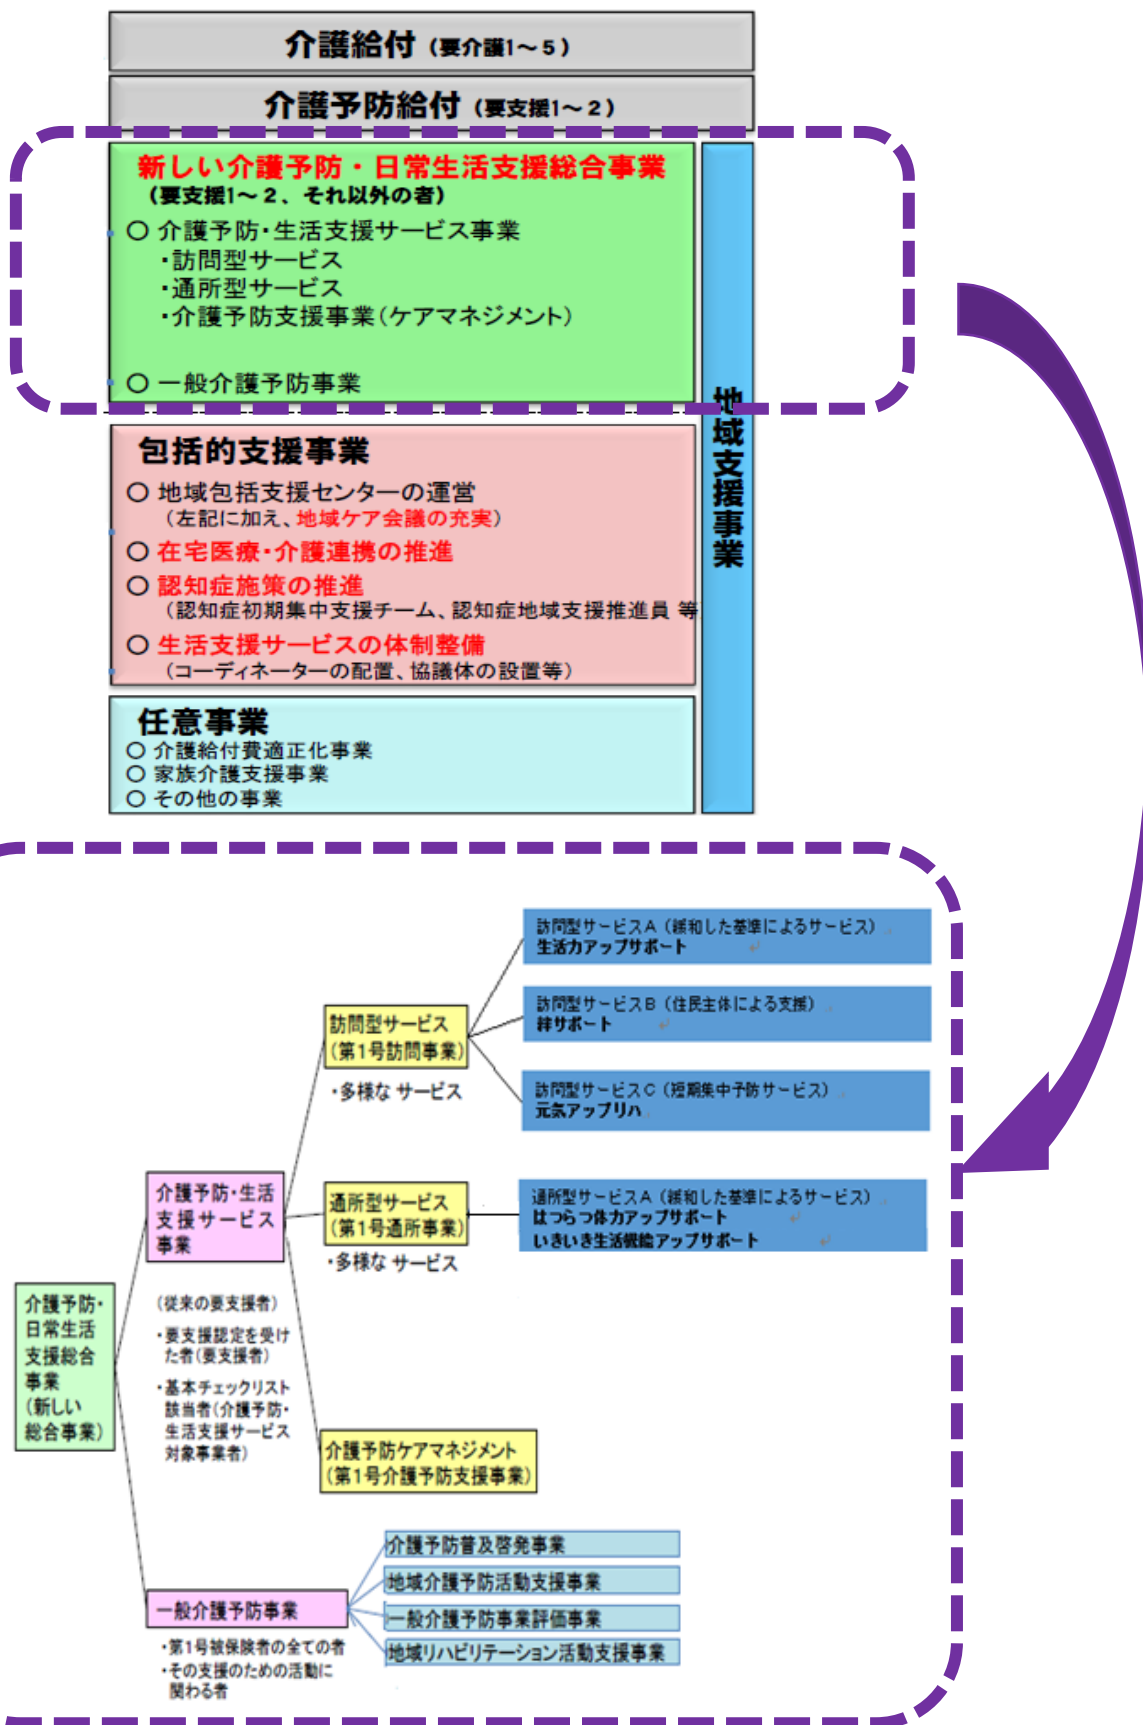 介護給付（要介護1～5）
介護予防給付（要支援1～2）
新しい介護予防・日常生活支援総合事業
（要支援1～2、それ以外の者）
○ 介護予防・生活支援サービス事業
・訪問型サービス
・通所型サービス
・介護予防支援事業（ケアマネジメント）
○ 一般介護予防事業
地域支援事業
包括的支援事業
○ 地域包括支援センターの運営
（左記に加え、地域ケア会議の充実）
○ 在宅医療・介護連携の推進
○ 認知症施策の推進
（認知症初期集中支援チーム、認知症地域支援推進員 等
○ 生活支援サービスの体制整備
（コーディネーターの配置、協議体の設置等）
任意事業
○ 介護給付費適正化事業
○ 家族介護支援事業
○ その他の事業
介護予防・
日常生活
支援総合
事業
（新しい
総合事業）
介護予防・生活
支援サービス
事業
（従来の要支援者）
・要支援認定を受け
た者（要支援者）
・基本チェックリスト
該当者（介護予防・
生活支援サービス
対象事業者）
訪問型サービス
（第1号訪問事業）
・多様な サービス
訪問型サービスA（緩和した基準によるサービス）
生活力アップサポート
訪問型サービスB（住民主体による支援）
絆サポート
訪問型サービスC（短期集中予防サービス）
元気アップリハ
通所型サービス
（第1号通所事業）
・多様な サービス
通所型サービスA（緩和した基準によるサービス）
はつらつ体力アップサポート
いきいき生活機能アップサポート
介護予防ケアマネジメント
（第1号介護予防支援事業）
一般介護予防事業
・第1号被保険者の全ての者
・その支援のための活動に
関わる者
介護予防普及啓発事業
地域介護予防活動支援事業
一般介護予防事業評価事業
地域リハビリテーション活動支援事業